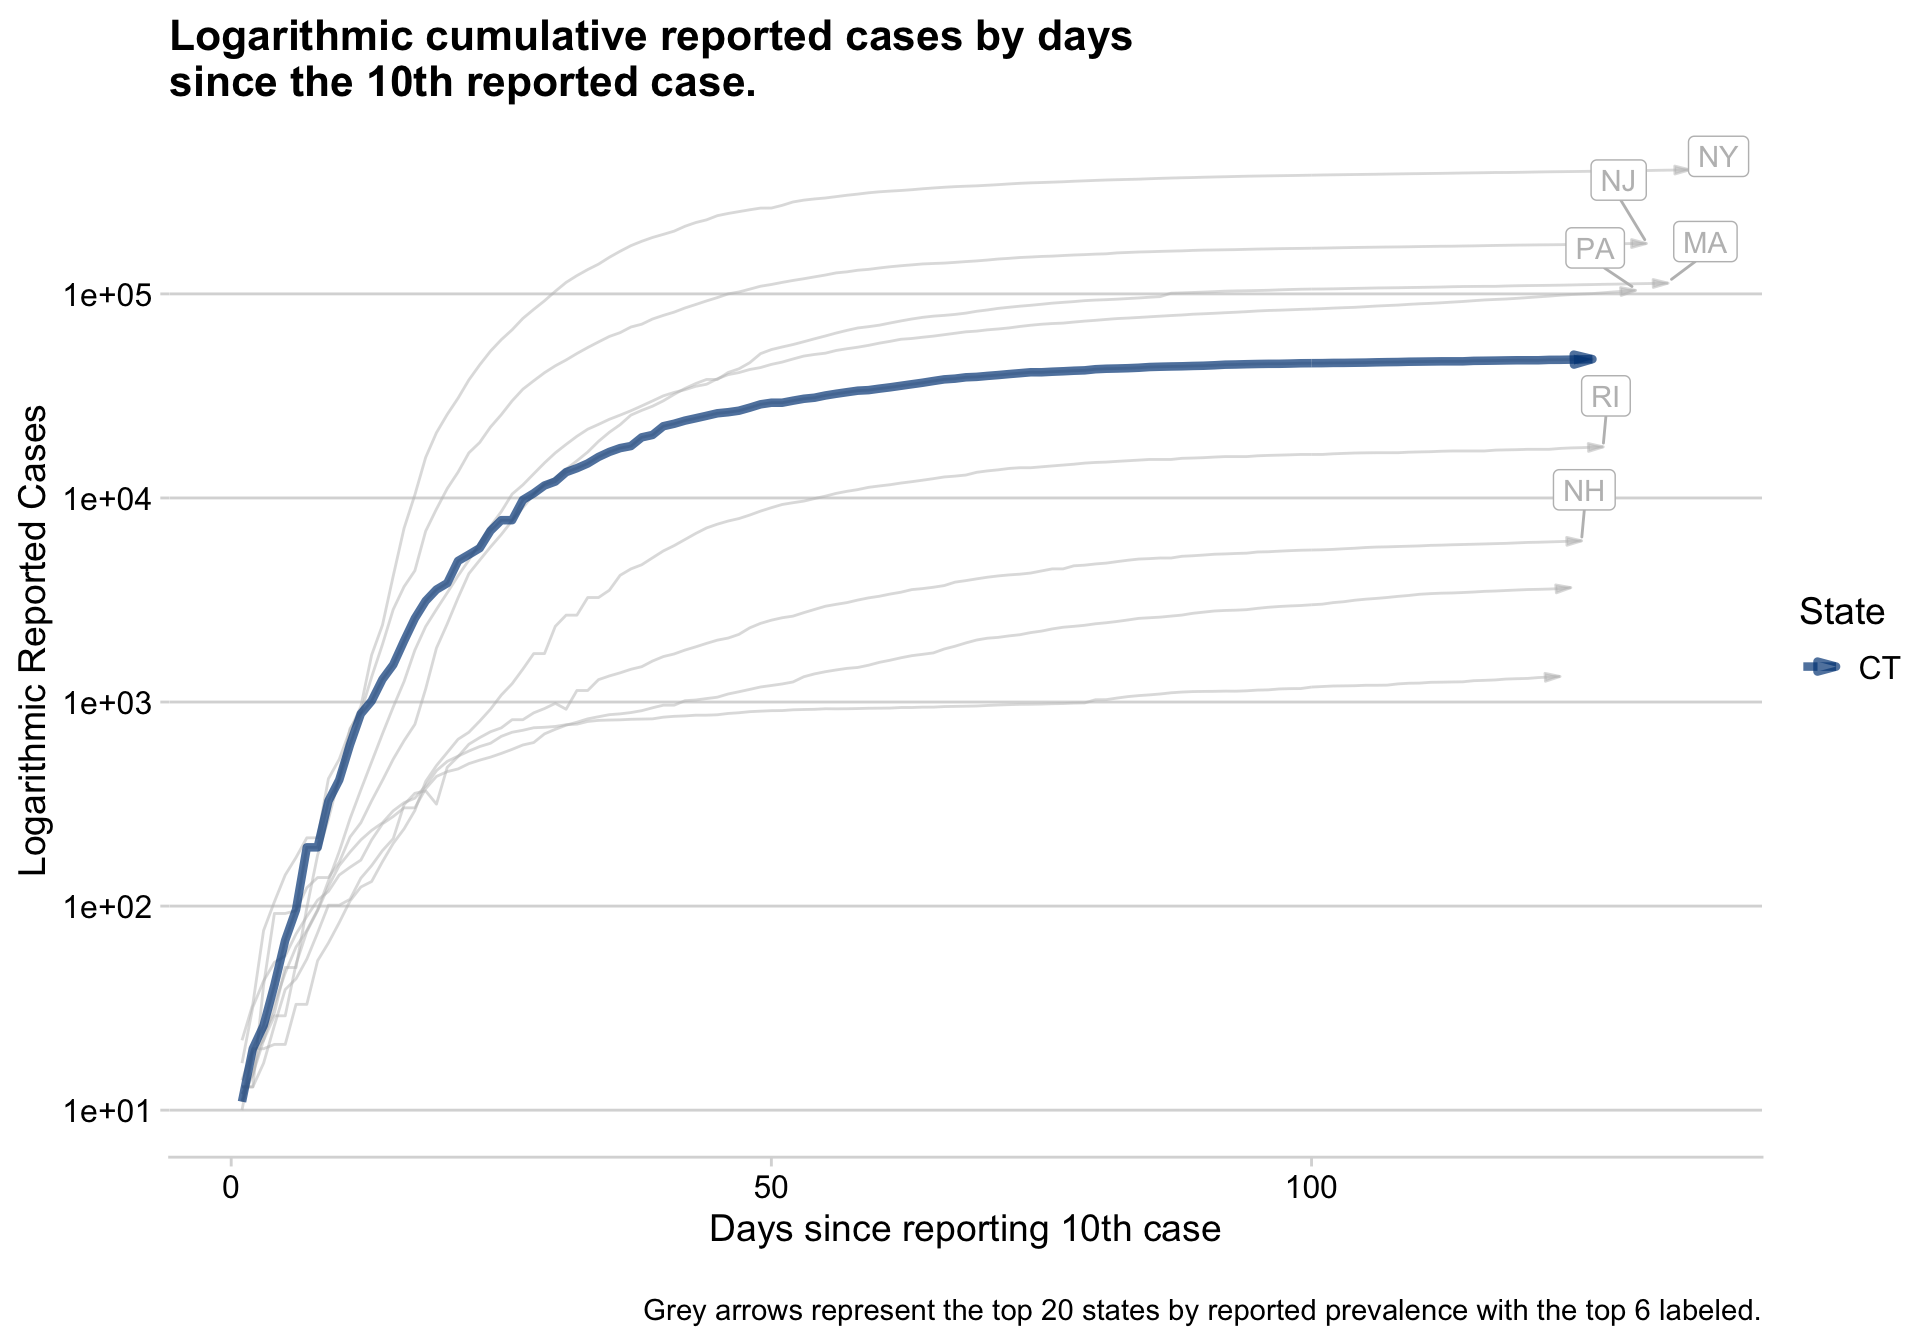 Logarithmic cumulative reported cases by days
since the 10th reported case.
NY
NJ
MA
PA
1e+05
RI
1e+04
NH
Logarithmic Reported Cases
State
CT
1e+03
1e+02
1e+01
0
50
100
Days since reporting 10th case
Grey arrows represent the top 20 states by reported prevalence with the top 6 labeled.